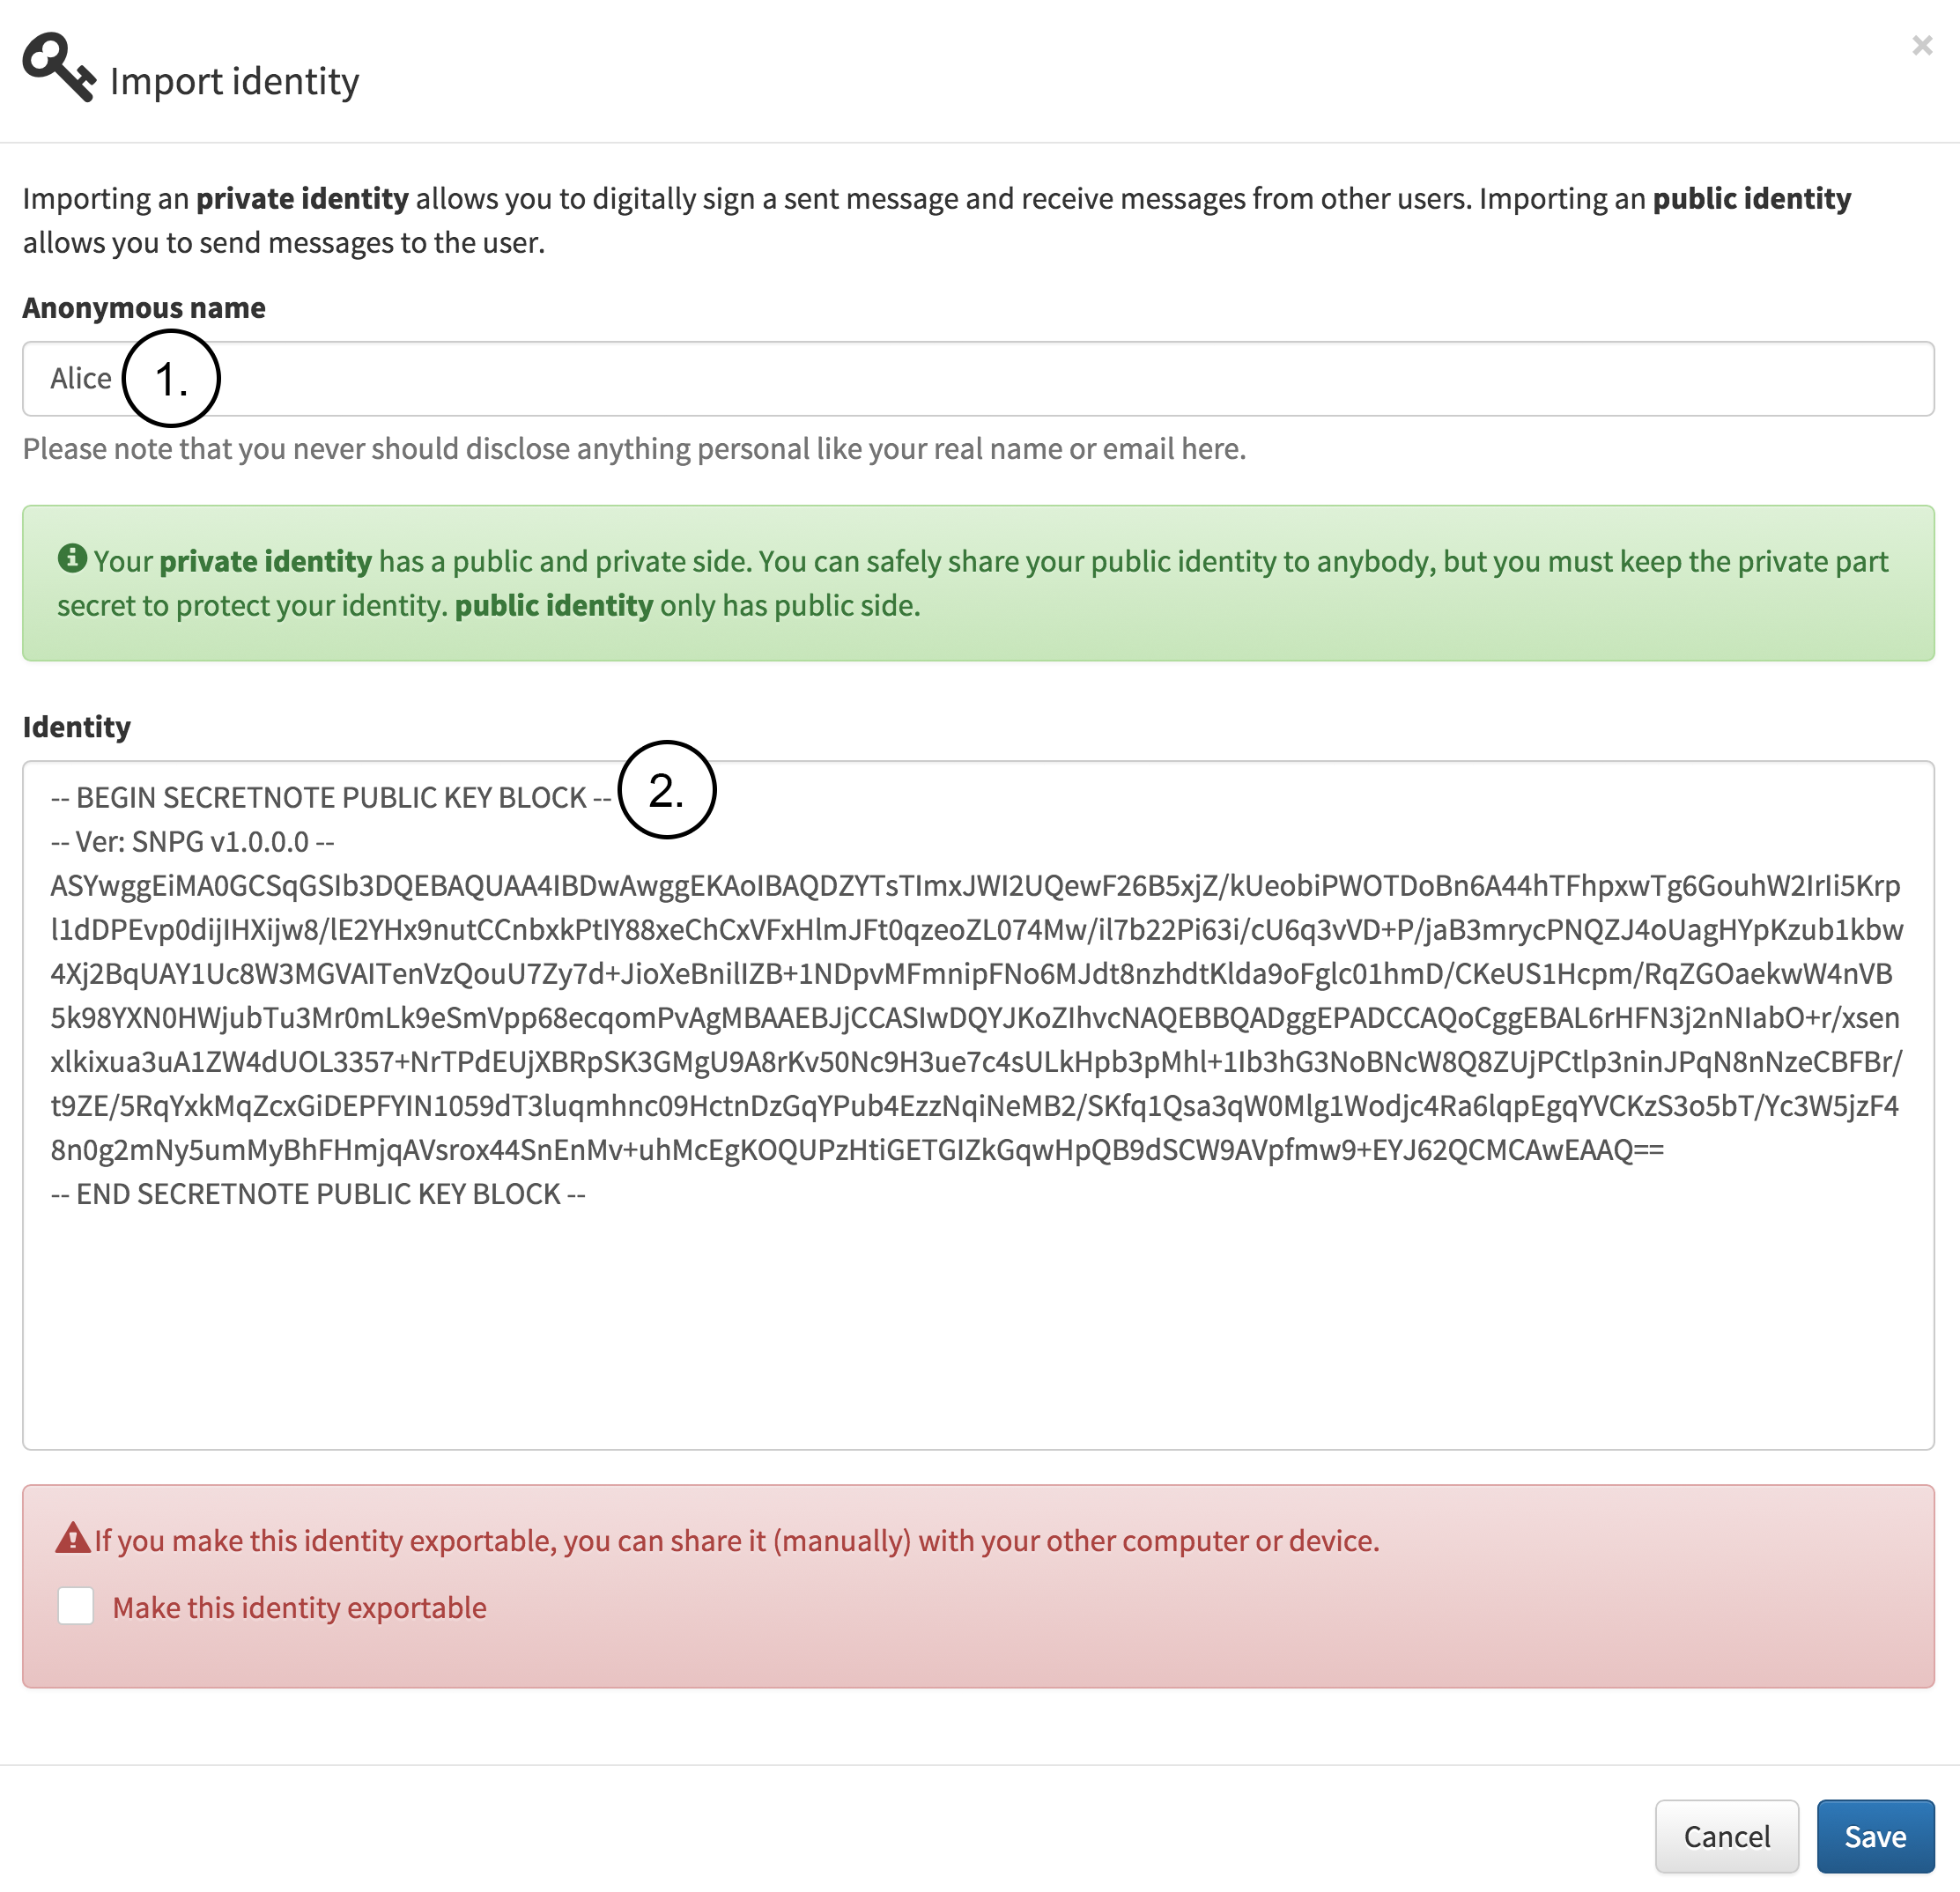 Import identity
×
Importing an private identity allows you to digitally sign a sent message and receive messages from other users. Importing an public identity
allows you to send messages to the user.
Anonymous name
Alice
1.
Please note that you never should disclose anything personal like your real name or email here.
Your private identity has a public and private side. You can safely share your public identity to anybody, but you must keep the private part
secret to protect your identity. public identity only has public side.
Identity
-- BEGIN SECRETNOTE PUBLIC KEY BLOCK --
2.
-- Ver: SNPG v1.0.0.0 --
ASYwggEiMA0GCSqGSIb3DQEBAQUAA4IBDwAwggEKAoIBAQDZYTsTImxJWI2UQewF26B5xjZ/kUeobiPWOTDoBn6A44hTFhpxwTg6GouhW2IrIi5Krp
l1dDPEvp0dijIHXijw8/lE2YHx9nutCCnbxkPtIY88xeChCxVFxHlmJFt0qzeoZL074Mw/il7b22Pi63i/cU6q3vVD+P/jaB3mrycPNQZJ4oUagHYpKzub1kbw
4Xj2BqUAY1Uc8W3MGVAITenVzQouU7Zy7d+JioXeBnilIZB+1NDpvMFmnipFNo6MJdt8nzhdtKlda9oFglc01hmD/CKeUS1Hcpm/RqZGOaekwW4nVB
5k98YXN0HWjubTu3Mr0mLk9eSmVpp68ecqomPvAgMBAAEBJjCCASIwDQYJKoZIhvcNAQEBBQADggEPADCCAQoCggEBAL6rHFN3j2nNIabO+r/xsen
xlkixua3uA1ZW4dUOL3357+NrTPdEUjXBRpSK3GMgU9A8rKv50Nc9H3ue7c4sULkHpb3pMhl+1Ib3hG3NoBNcW8Q8ZUjPCtlp3ninJPqN8nNzeCBFBr/
t9ZE/5RqYxkMqZcxGiDEPFYIN1059dT3luqmhnc09HctnDzGqYPub4EzzNqiNeMB2/SKfq1Qsa3qW0Mlg1Wodjc4Ra6lqpEgqYVCKzS3o5bT/Yc3W5jzF4
8n0g2mNy5umMyBhFHmjqAVsrox44SnEnMv+uhMcEgKOQUPzHtiGETGIZkGqwHpQB9dSCW9AVpfmw9+EYJ62QCMCAwEAAQ==
-- END SECRETNOTE PUBLIC KEY BLOCK --
If you make this identity exportable, you can share it (manually) with your other computer or device.
Make this identity exportable
Cancel
Save